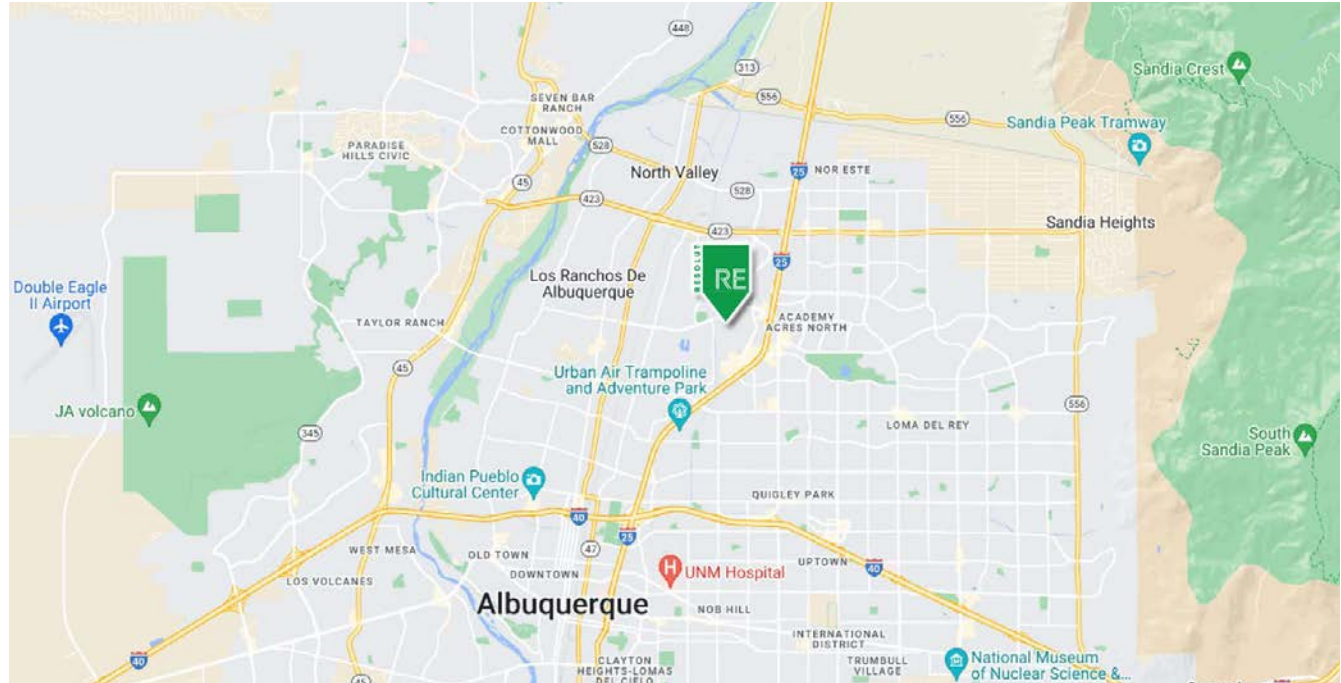 448
Sandia Crest
313
556
SEVEN BAR
RANCH
556
Sandia Peak Tramway
COTTONWOOD
MALL
PARADISE
HILLS CIVIC
528
North Valley
25
NOR ESTE
45
528
423
423
Sandia Heights
RESOLUT
RE
25
Los Ranchos De
Albuquerque
Double Eagle
II Airport
TAYLOR RANCH
ACADEMY
ACRES NORTH
45
Urban Air Trampoline
and Adventure Park
JA volcano
556
LOMA DEL REY
345
South
Sandia Peak
Indian Pueblo
Cultural Center
QUIGLEY PARK
40
25
WEST MESA
OLD TOWN
47
UPTOWN
40
LOS VOLCANES
DOWNTOWN
UNM Hospital
Albuquerque
NOB HILL
INTERNATIONAL
DISTRICT
40
CLAYTON
HEIGHTS-LOMAS
DEL CIELO
TRUMBULL
VILLAGE
National Museum
of Nuclear Science &...